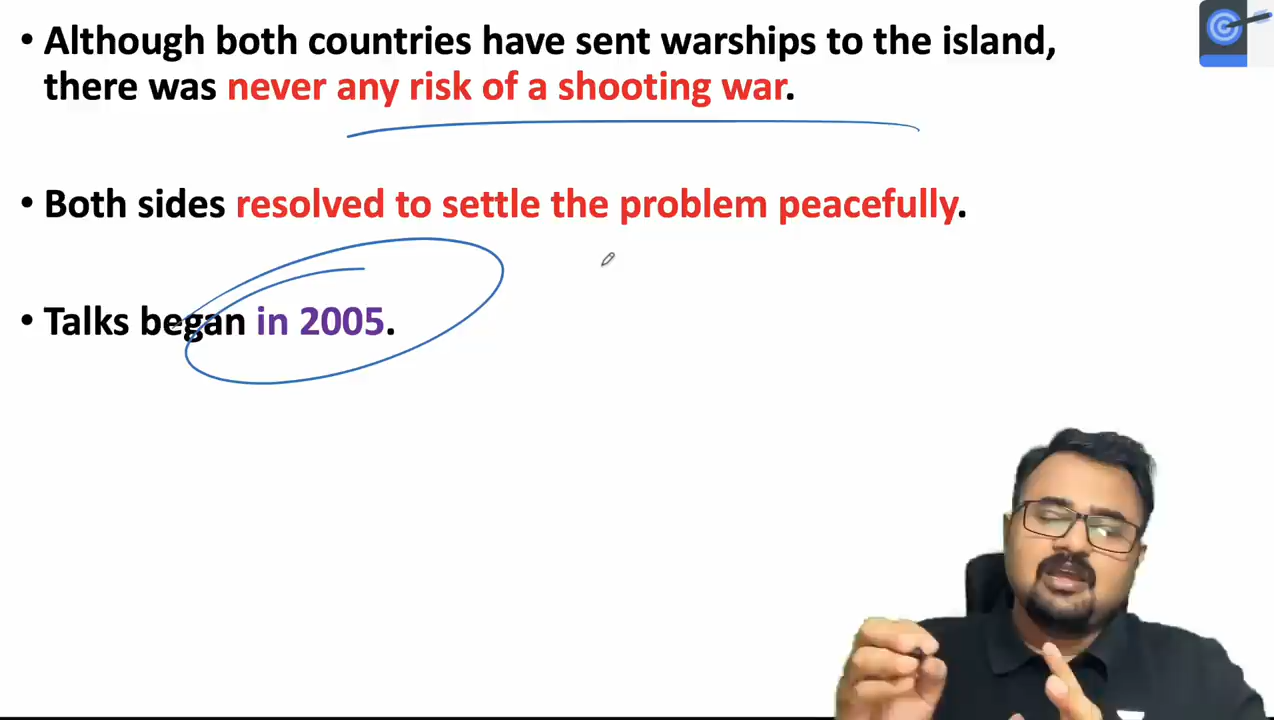 • Although both countries have sent warships to the island,
there was never any risk of a shooting war.
• Both sides resolved to settle the problem peacefully.
• Talks began in 2005.